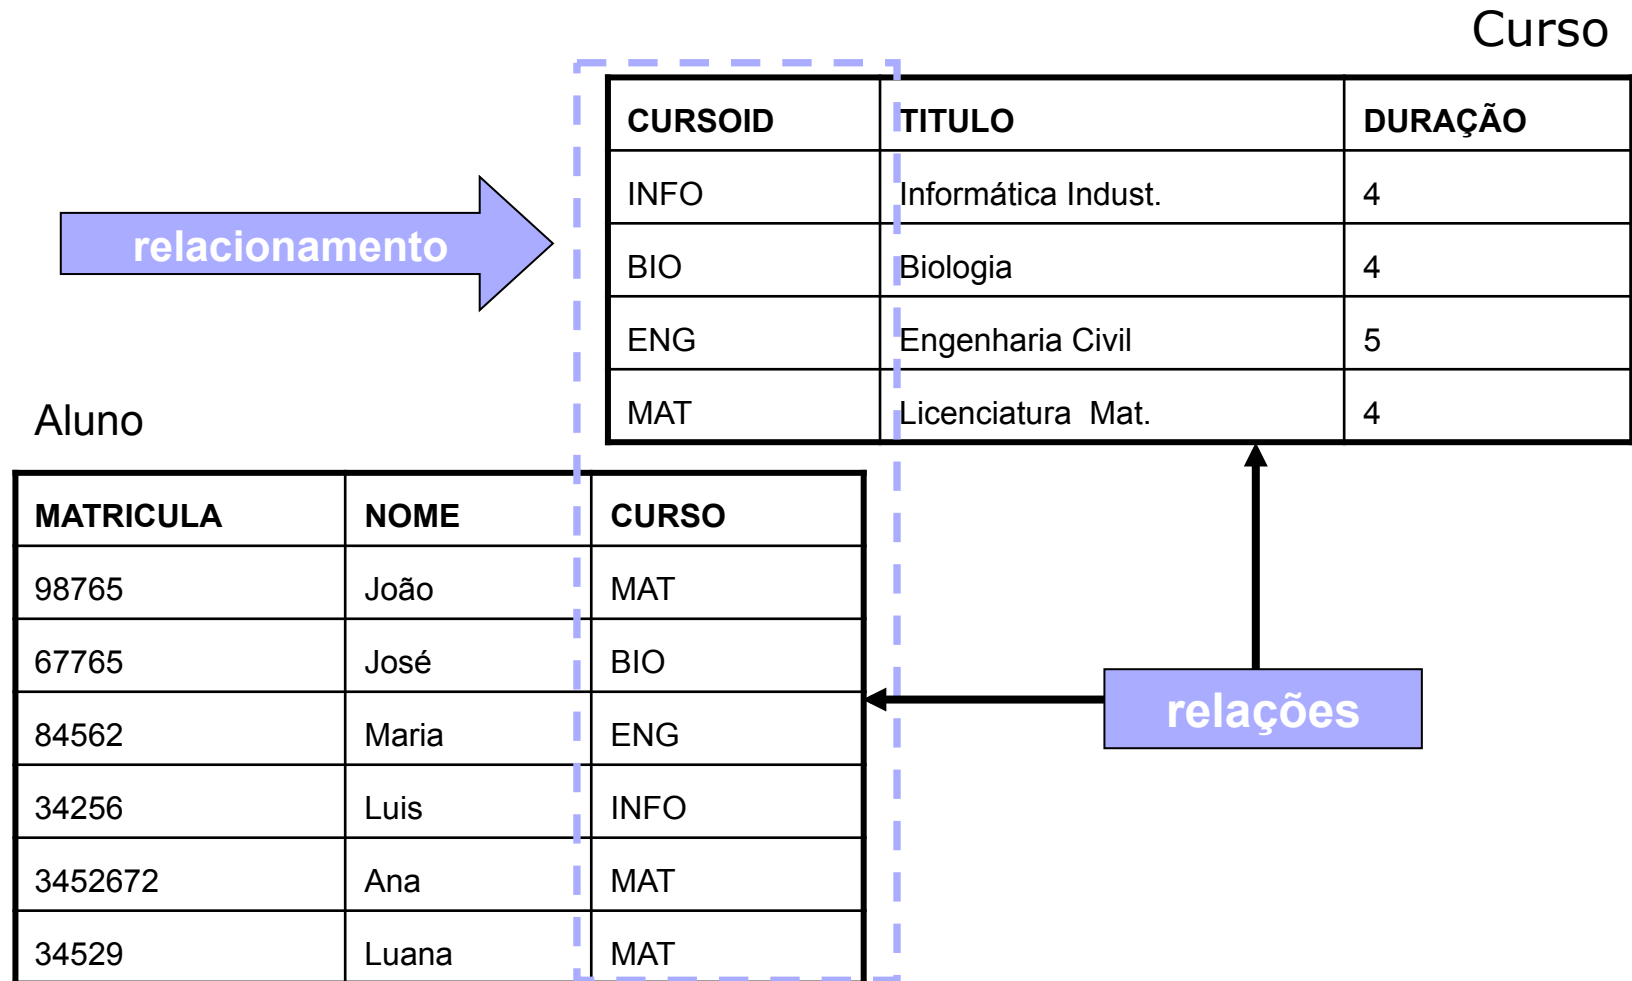 Curso
CURSOID TITULO DURAÇÃO
INFO Informática Indust. 4
relacionamento
BIO Biologia 4
ENG Engenharia Civil 5
MAT Licenciatura Mat. 4
Aluno
MATRICULA NOME CURSO
98765 João MAT
67765 José BIO
84562 Maria ENG
34256 Luis INFO
3452672 Ana MAT
34529 Luana MAT
relações